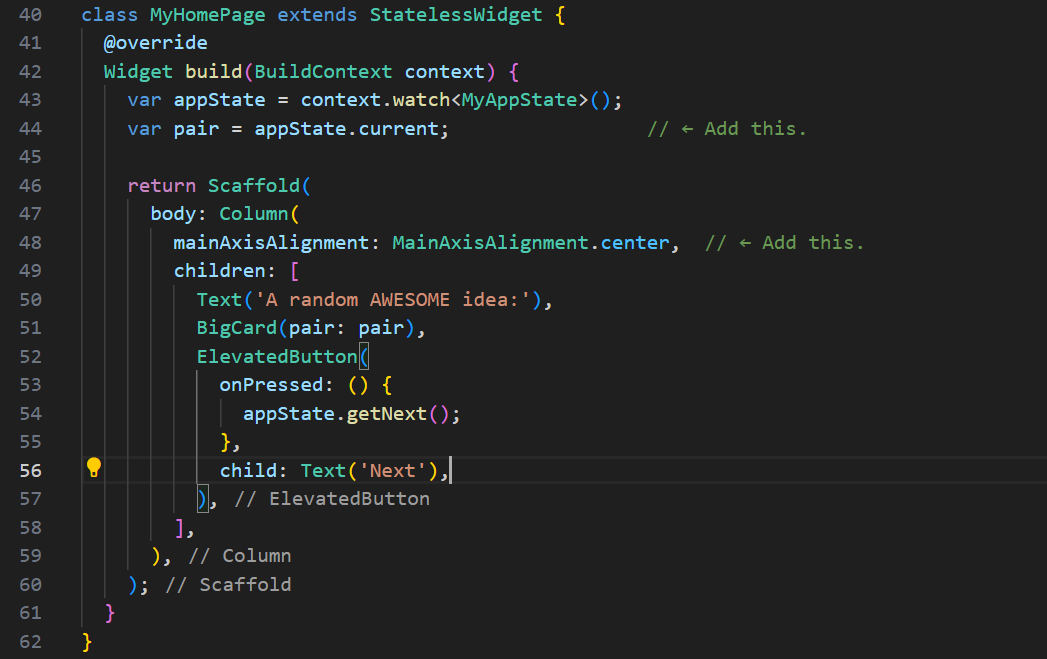 40 class MyHomePage extends StatelessWidget {
41   @override
42   Widget build(BuildContext context) {
43     var appState = context.watch<MyAppState>();
44     var pair = appState.current;                 // ← Add this.
45
46     return Scaffold(
47       body: Column(
48         mainAxisAlignment: MainAxisAlignment.center,  // ← Add this.
49         children: [
50           Text('A random AWESOME idea:'),
51           BigCard(pair: pair),
52           ElevatedButton(
53             onPressed: () {
54               appState.getNext();
55             },
56             child: Text('Next'),
57           ), // ElevatedButton
58         ],
59       ), // Column
60     ); // Scaffold
61   }
62 }